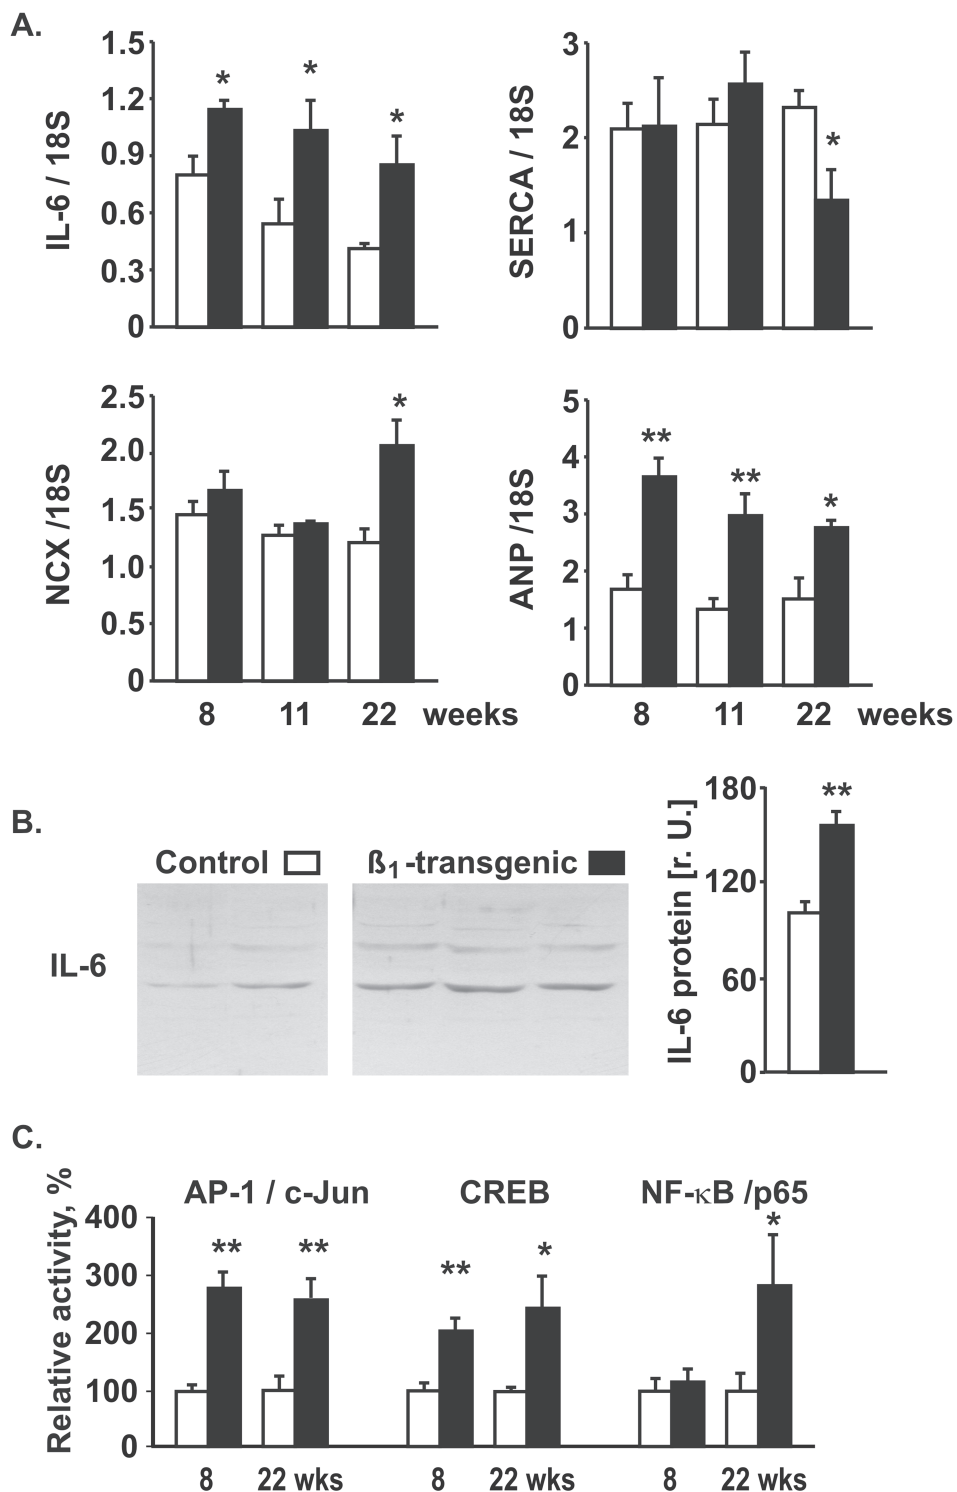 A.
IL-6 / 18S
1.5
1.2
0.9
0.6
0.3
0
*
*
*
SERCA / 18S
3
2
1
0
*
NCX /18S
2.5
2.0
1.5
1.0
0.5
0
*
8 11 22 weeks
ANP /18S
5
4
3
2
1
0
**
**
*
8 11 22 weeks
B.
Control
ß1-transgenic
IL-6
IL-6 protein [r. U.]
180
120
60
0
**
C.
Relative activity, %
AP-1 / c-Jun CREB NF-κB /p65
400
300
200
100
0
** ** ** * *
8 22 wks 8 22 wks 8 22 wks